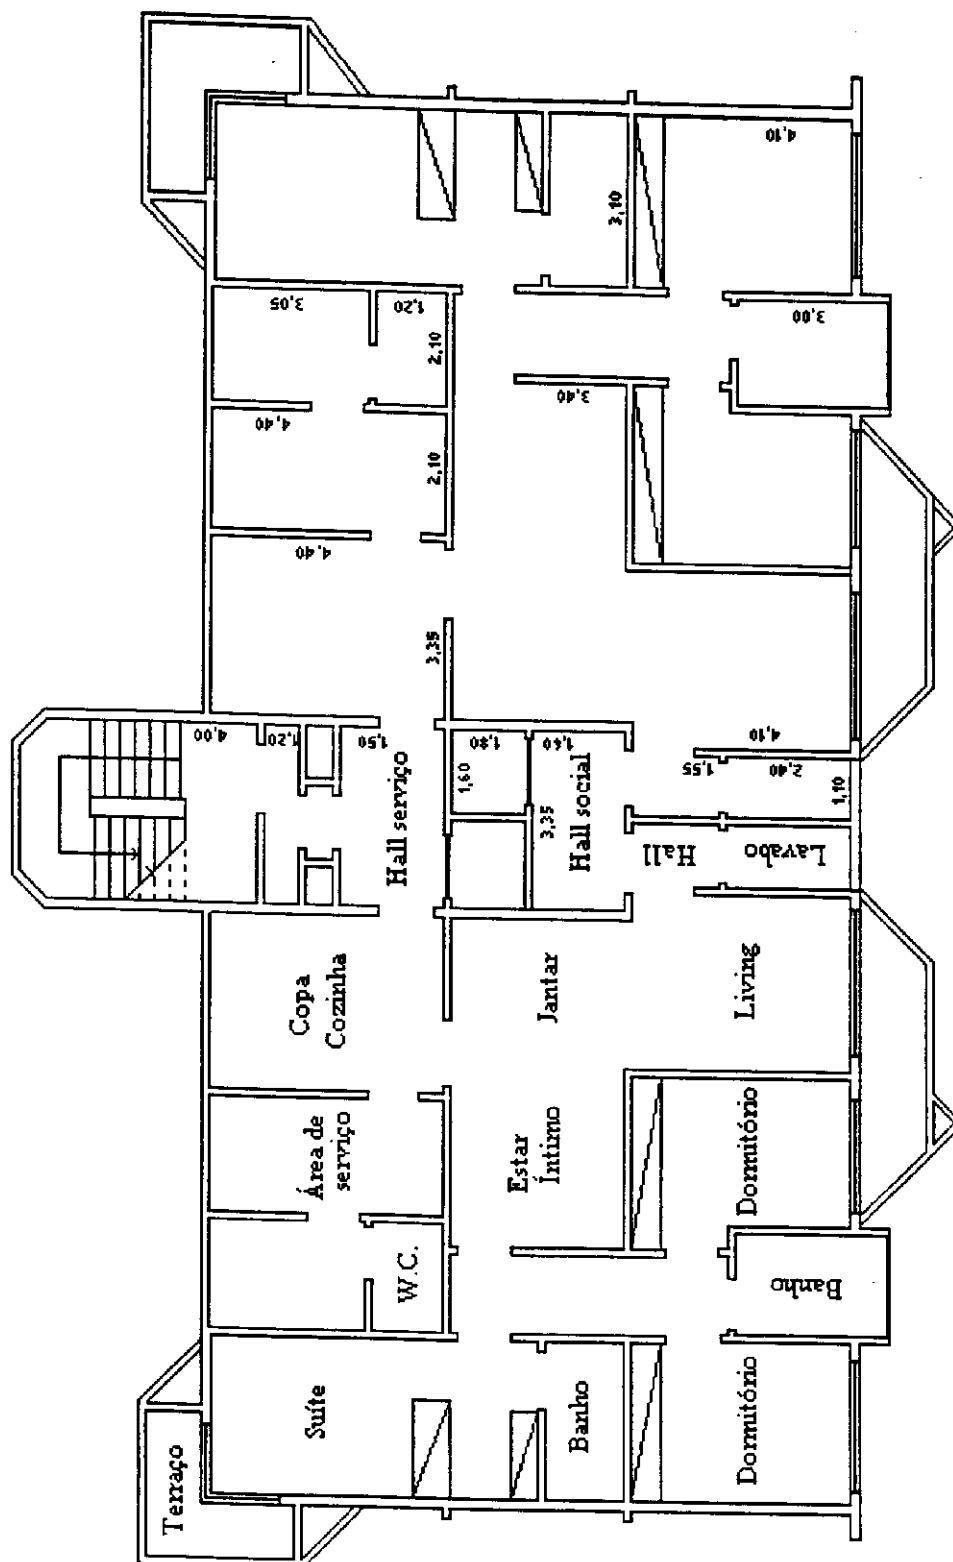 Terraço
Suíte
Banho
Dormitório
W.C.
Banho
Área de
serviço
Estar
Íntimo
Dormitório
Copa
Cozinha
Jantar
Living
Hall serviço
Hall social
Hall
Lavabo
4,00
1,20
1,50
1,80
1,60
1,60
3,35
1,55
2,40
1,10
3,35
4,10
4,40
2,10
4,40
3,05
1,20
2,10
3,40
3,00
3,10
4,10